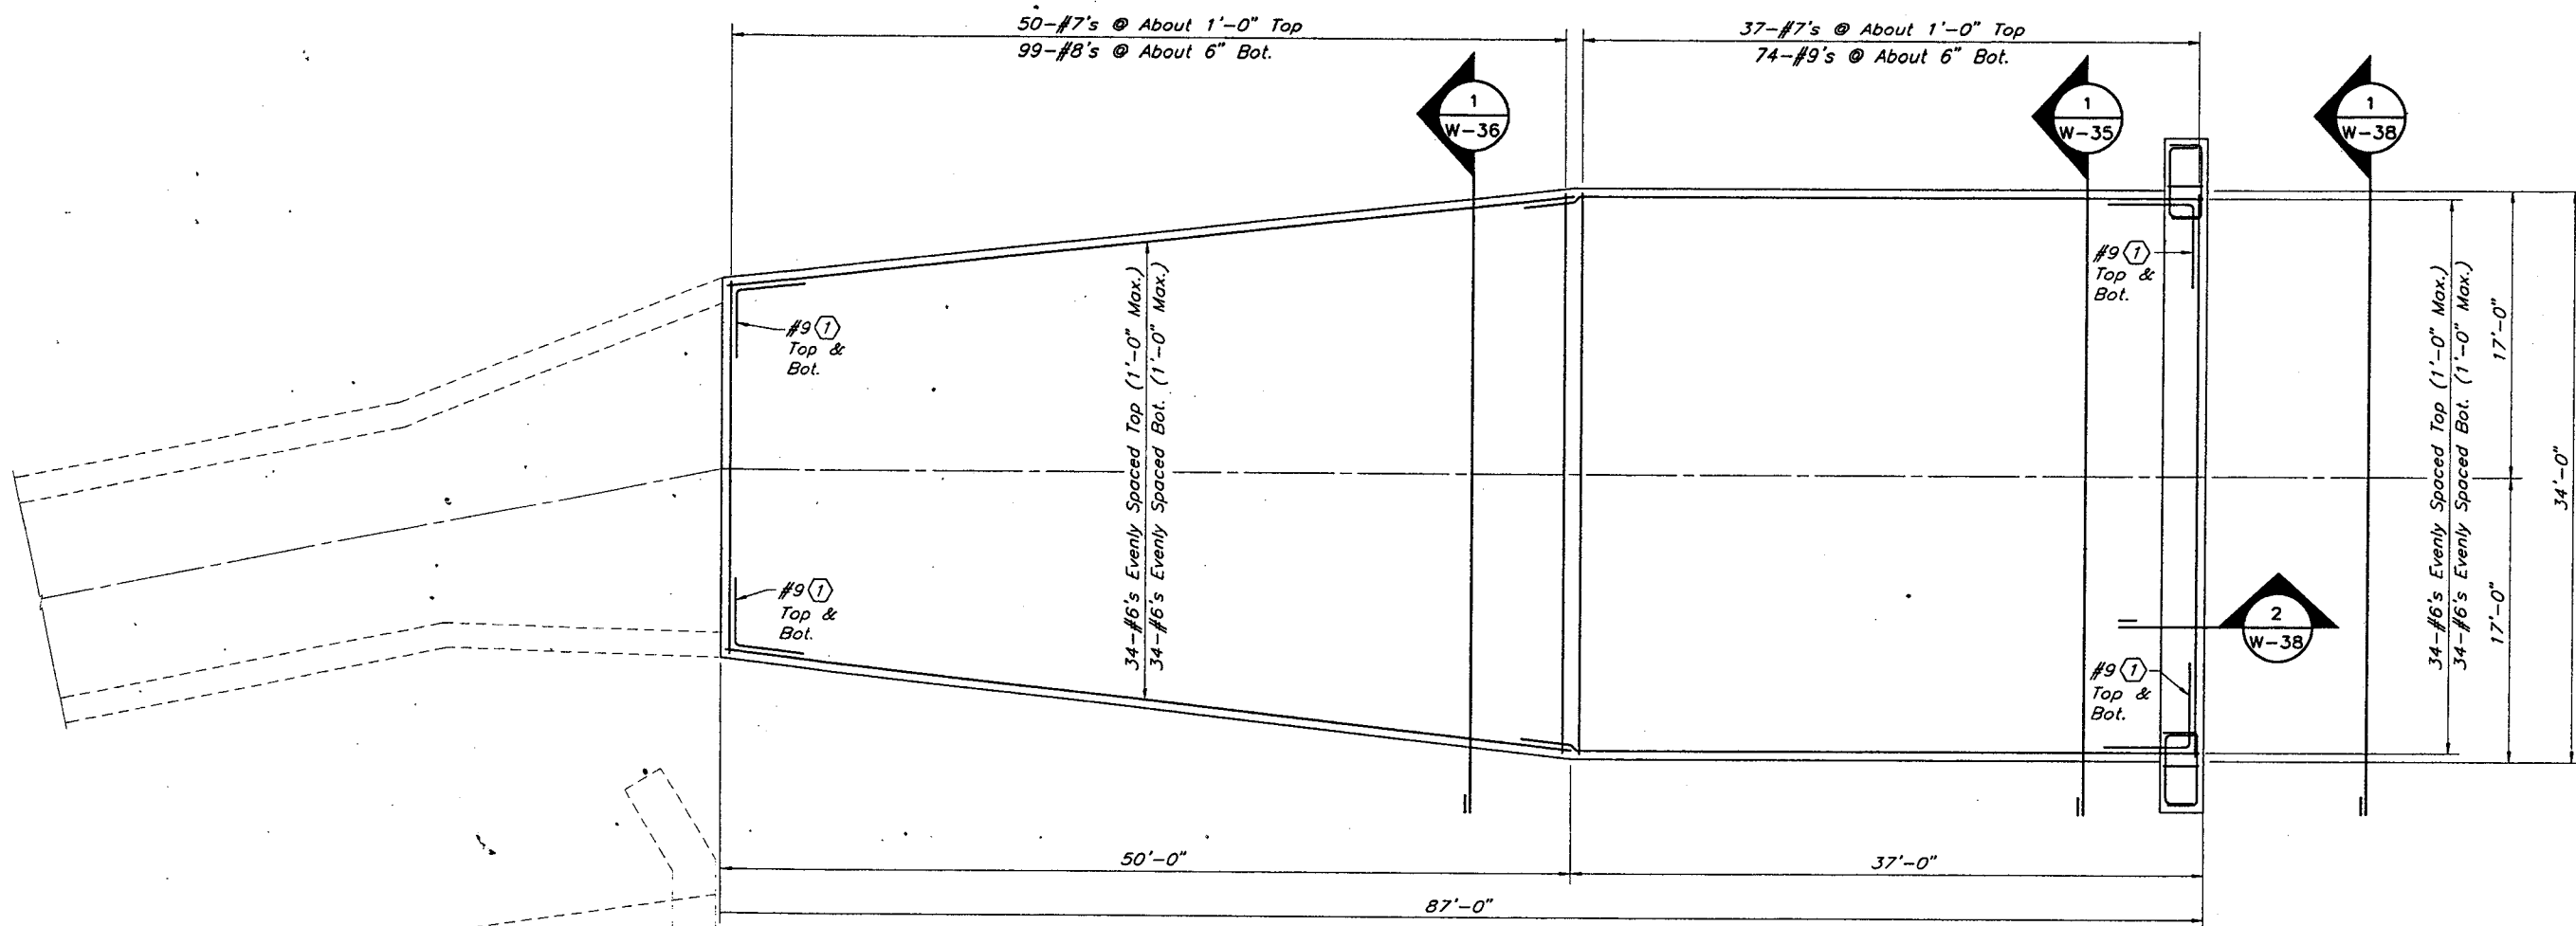 50-#7's @ About 1'-0" Top
99-#8's @ About 6" Bot.
37-#7's @ About 1'-0" Top
74-#9's @ About 6" Bot.
1
W-36
1
W-35
1
W-38
#9 1
Top &
Bot.
#9 1
Top &
Bot.
34-#6's Evenly Spaced Top (1'-0" Max.)
34-#6's Evenly Spaced Bot. (1'-0" Max.)
34-#6's Evenly Spaced Top (1'-0" Max.)
34-#6's Evenly Spaced Bot. (1'-0" Max.)
17'-0"
34'-0"
17'-0"
#9 1
Top &
Bot.
2
W-38
#9 1
Top &
Bot.
50'-0"
37'-0"
87'-0"